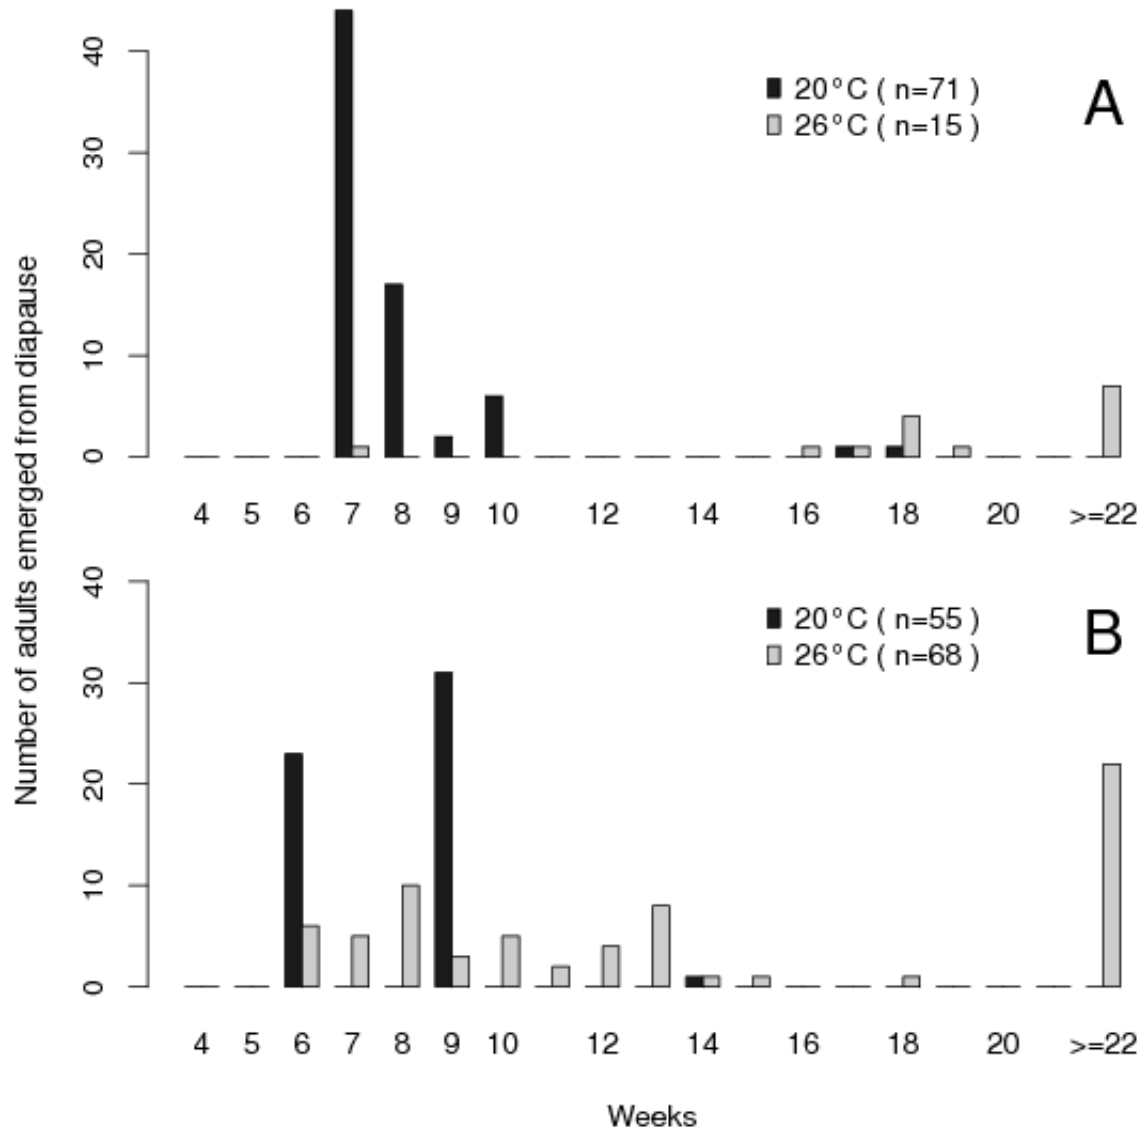 Number of adults emerged from diapause
40
30
20
10
0
20°C ( n=71 )
26°C ( n=15 )
A
4 5 6 7 8 9 10 12 14 16 18 20 >=22
40
30
20
10
0
20°C ( n=55 )
26°C ( n=68 )
B
4 5 6 7 8 9 10 12 14 16 18 20 >=22
Weeks